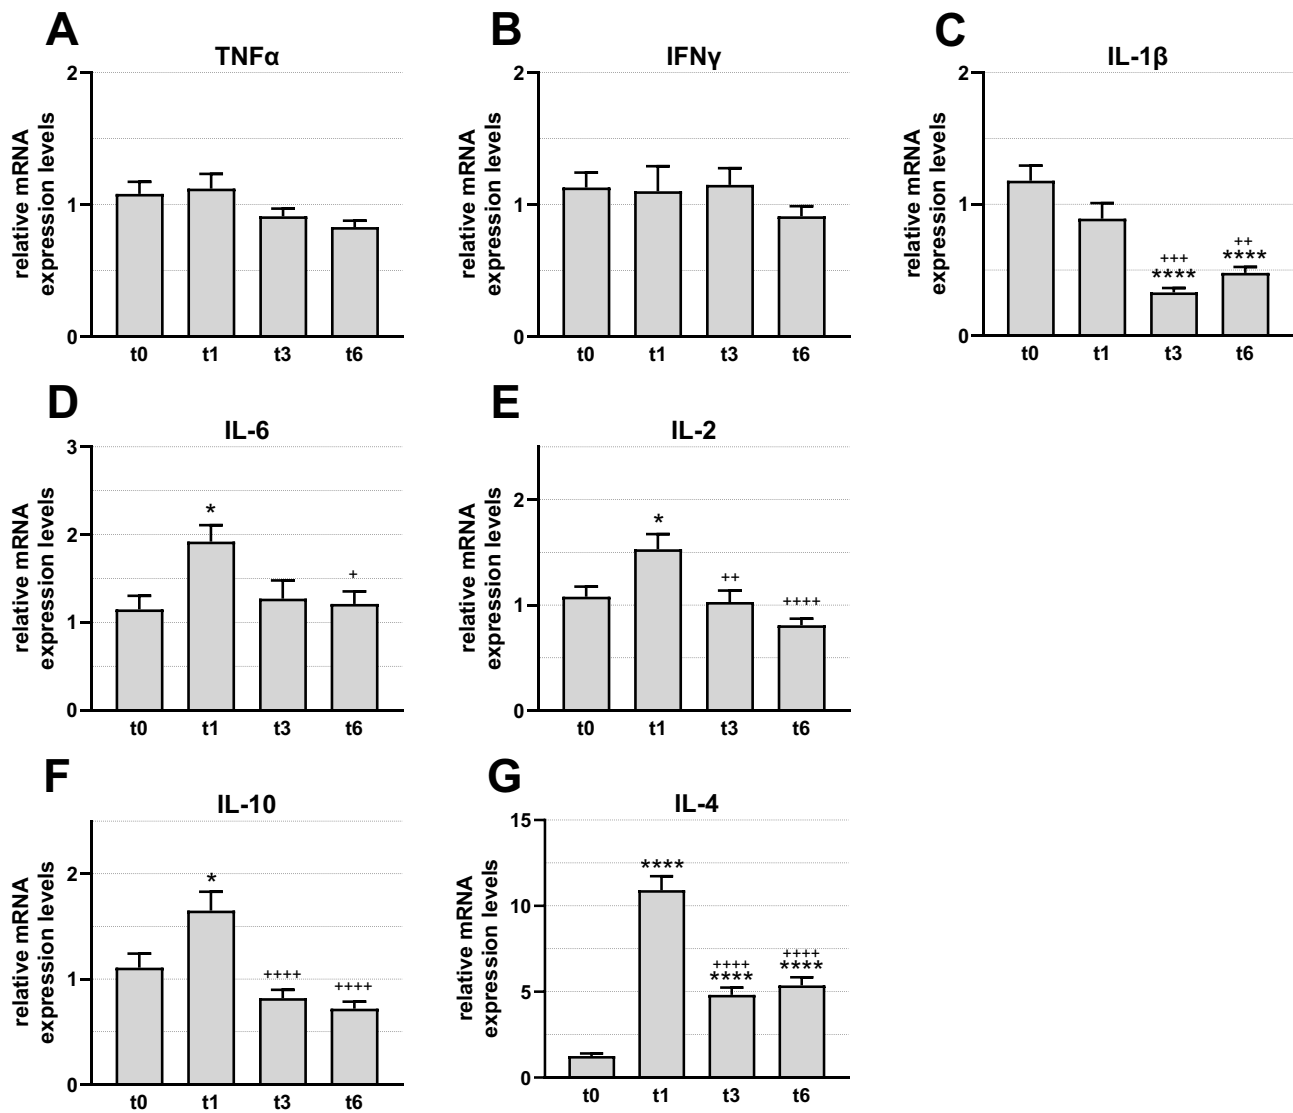 A
TNFα
relative mRNA
expression levels
2
1
0
t0 t1 t3 t6
B
IFNγ
relative mRNA
expression levels
2
1
0
t0 t1 t3 t6
C
IL-1β
relative mRNA
expression levels
2
1
0
+++
****
++
****
t0 t1 t3 t6
D
IL-6
relative mRNA
expression levels
3
2
1
0
*
+
t0 t1 t3 t6
E
IL-2
relative mRNA
expression levels
2
1
0
*
++
++++
t0 t1 t3 t6
F
IL-10
relative mRNA
expression levels
2
1
0
*
++++
++++
t0 t1 t3 t6
G
IL-4
relative mRNA
expression levels
15
10
5
0
****
++++
****
++++
****
t0 t1 t3 t6